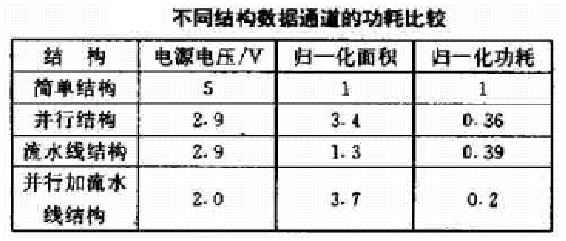 不同结构数据通道的功耗比较
结 构 电源电压/V 归一化面积 归一化功耗
简单结构 5 1 1
并行结构 2.9 3.4 0.36
流水线结构 2.9 1.3 0.39
并行加流水
线结构 2.0 3.7 0.2